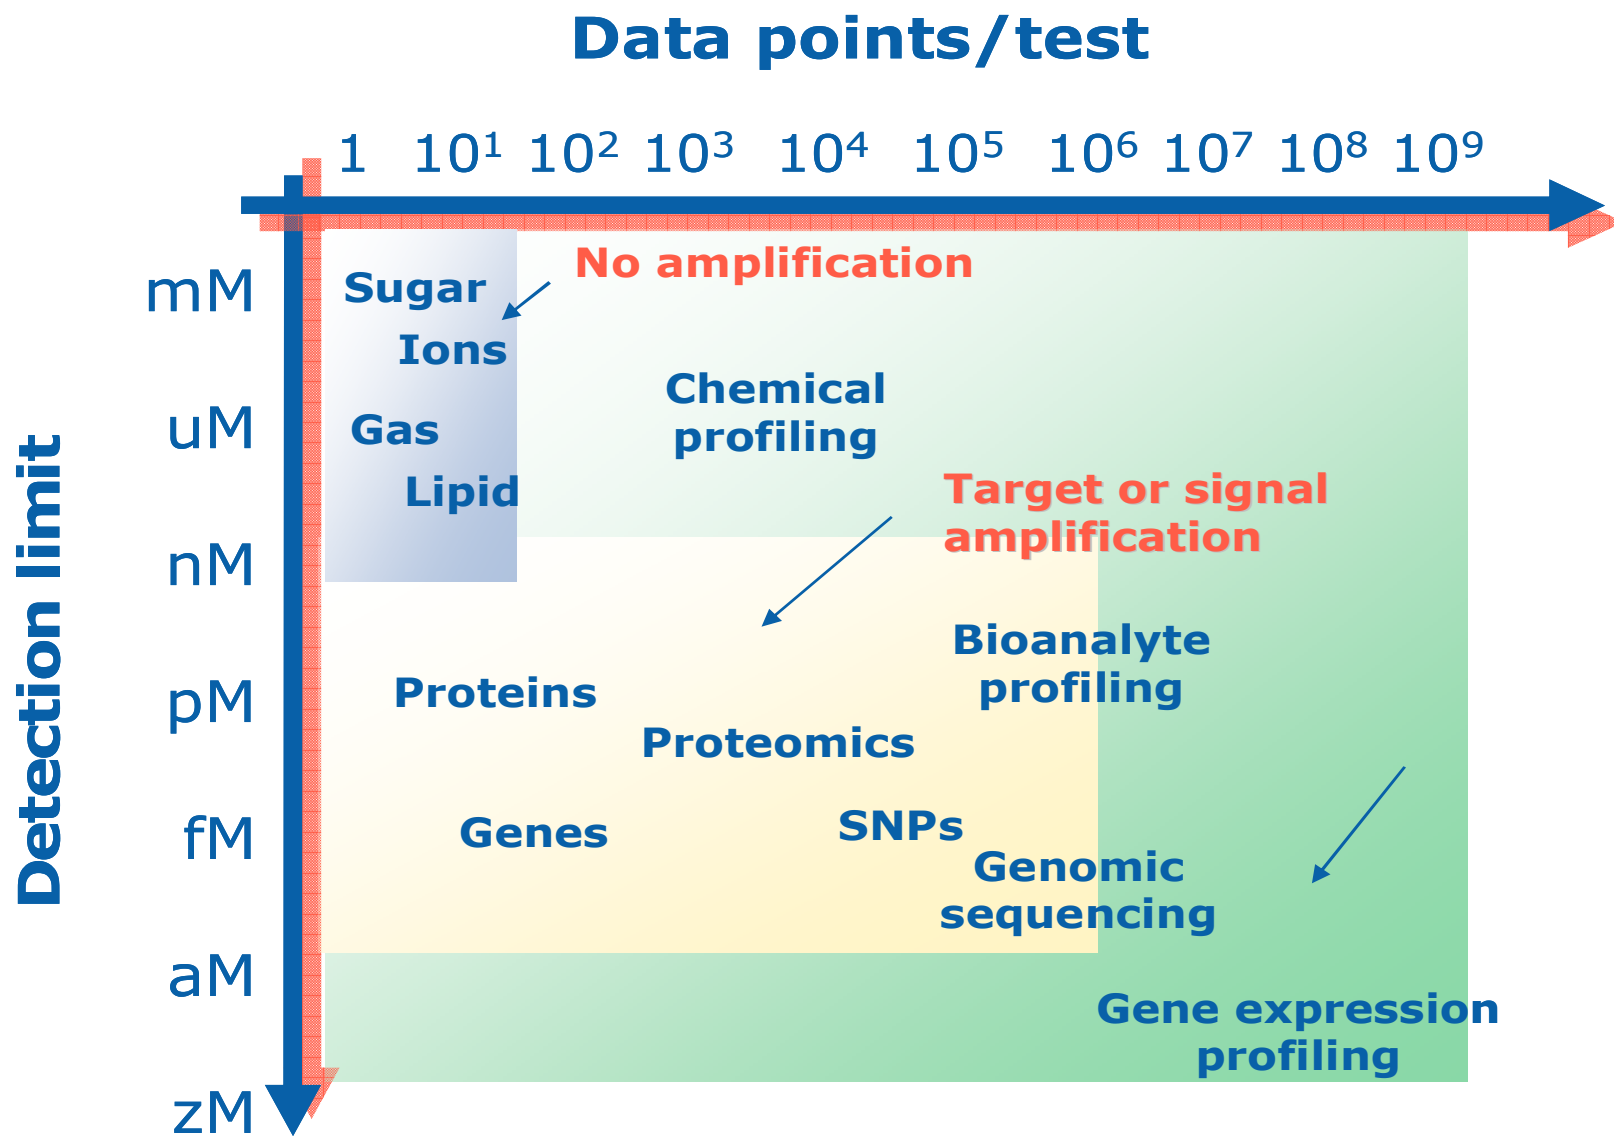 Data points/test
1 10¹ 10² 10³ 10⁴ 10⁵ 10⁶ 10⁷ 10⁸ 10⁹
Detection limit
mM
uM
nM
pM
fM
aM
zM
No amplification
Sugar
Ions
Gas
Lipid
Chemical
profiling
Target or signal
amplification
Bioanalyte
profiling
Proteins
Proteomics
Genes
SNPs
Genomic
sequencing
Gene expression
profiling